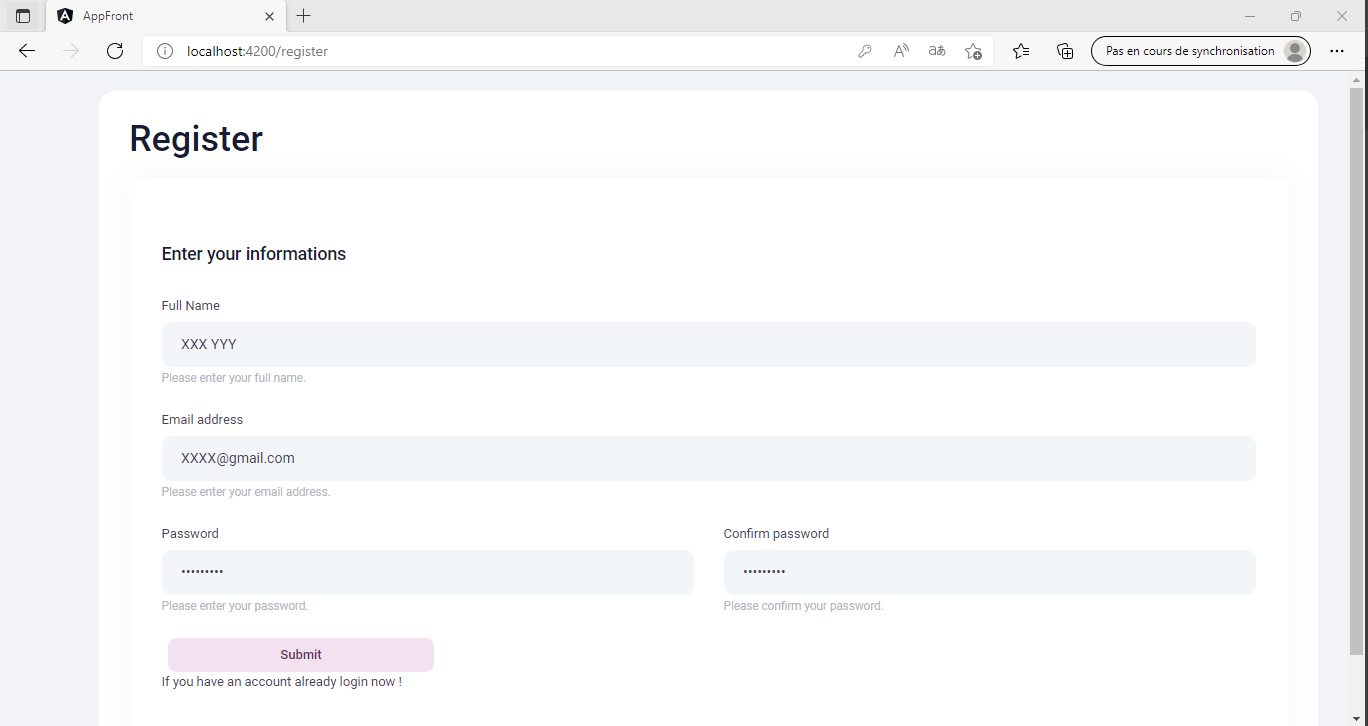 AppFront
localhost:4200/register
Pas en cours de synchronisation
Register
Enter your informations
Full Name
XXX YYY
Please enter your full name.
Email address
XXXX@gmail.com
Please enter your email address.
Password Confirm password
••••••••• •••••••••
Please enter your password. Please confirm your password.
Submit
If you have an account already login now !